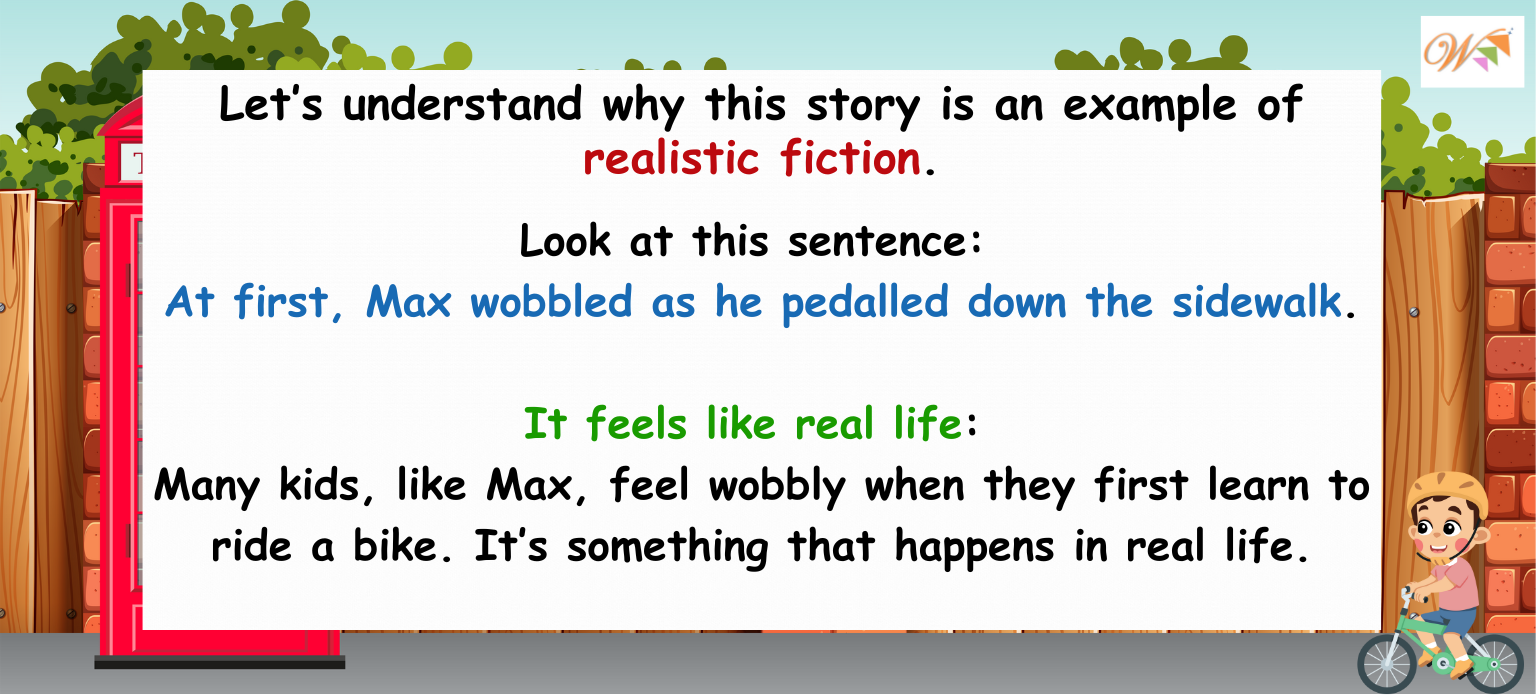 Let's understand why this story is an example of
realistic fiction.
Look at this sentence:
At first, Max wobbled as he pedalled down the sidewalk.
It feels like real life:
Many kids, like Max, feel wobbly when they first learn to
ride a bike. It's something that happens in real life.
W